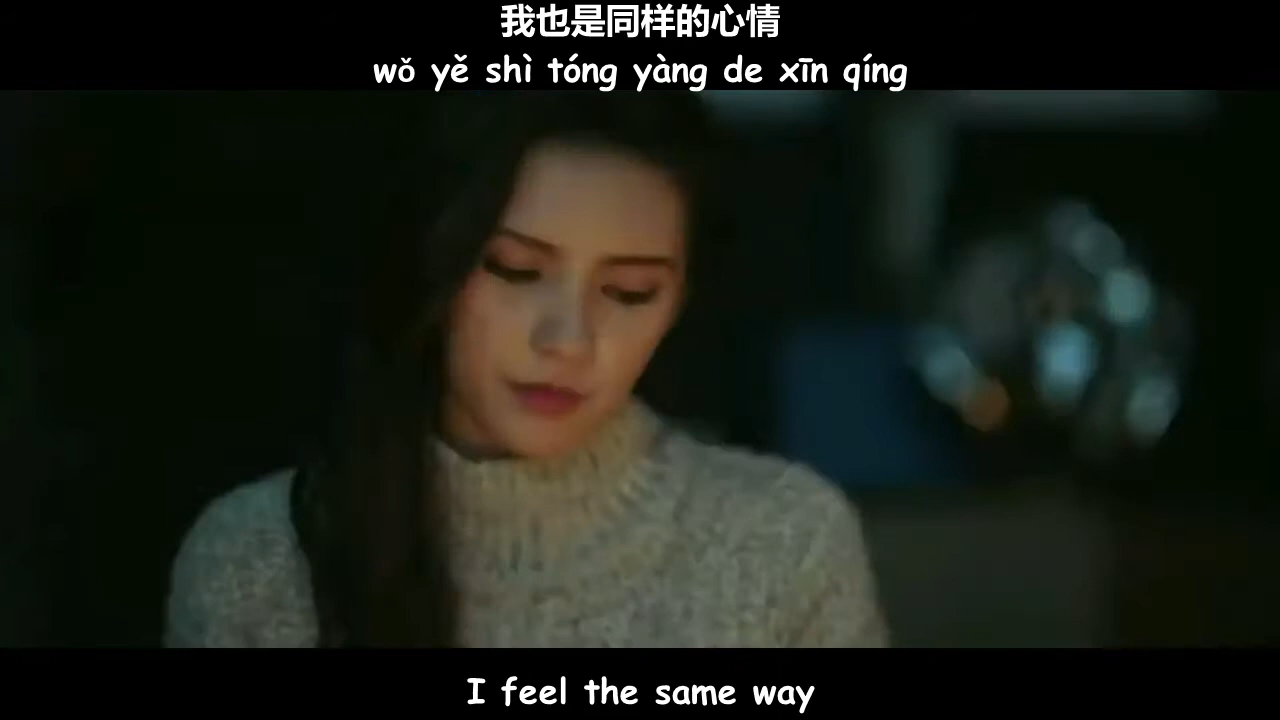 我也是同样的心情
wǒ yě shì tóng yàng de xīn qíng
I feel the same way